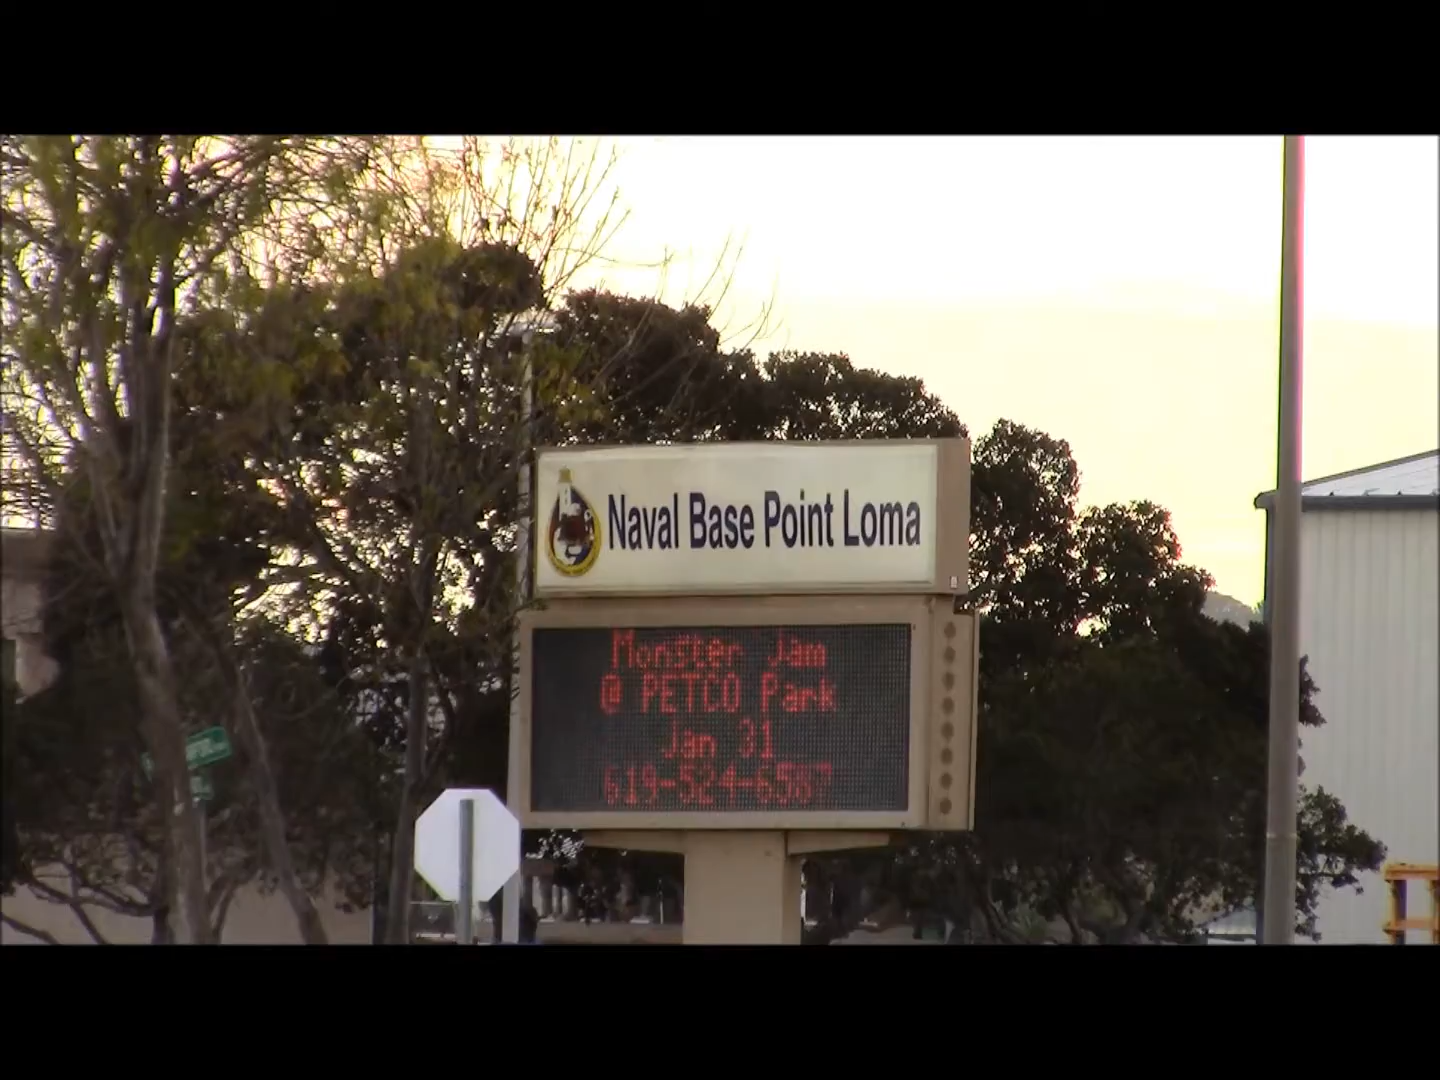 Naval Base Point Loma
Monster Jam
@ PETCO Park
Jan 31
619-524-6587